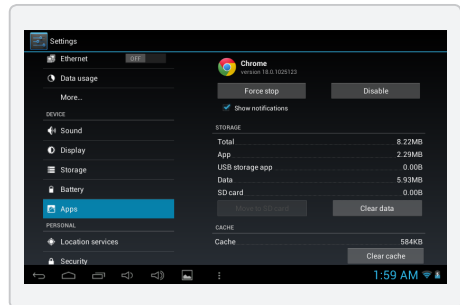 Settings
Ethernet OFF
Data usage
More...
DEVICE
Sound
Display
Storage
Battery
Apps
PERSONAL
Location services
Security
Chrome
version 18.0.1025123
Force stop Disable
Show notifications
STORAGE
Total 8.22MB
App 2.29MB
USB storage app 0.00B
Data 5.93MB
SD card 0.00B
Move to SD card Clear data
CACHE
Cache 584KB
Clear cache
1:59 AM